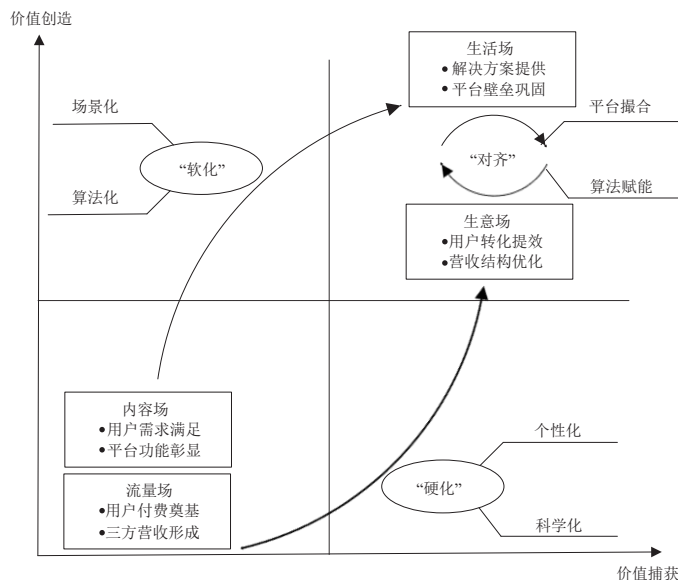 价值创造
生活场
●解决方案提供
●平台壁垒巩固
场景化
平台撮合
“软化”
“对齐”
算法化
算法赋能
生意场
●用户转化提效
●营收结构优化
内容场
●用户需求满足
●平台功能彰显
个性化
流量场
●用户付费奠基
●三方营收形成
“硬化”
科学化
价值捕获